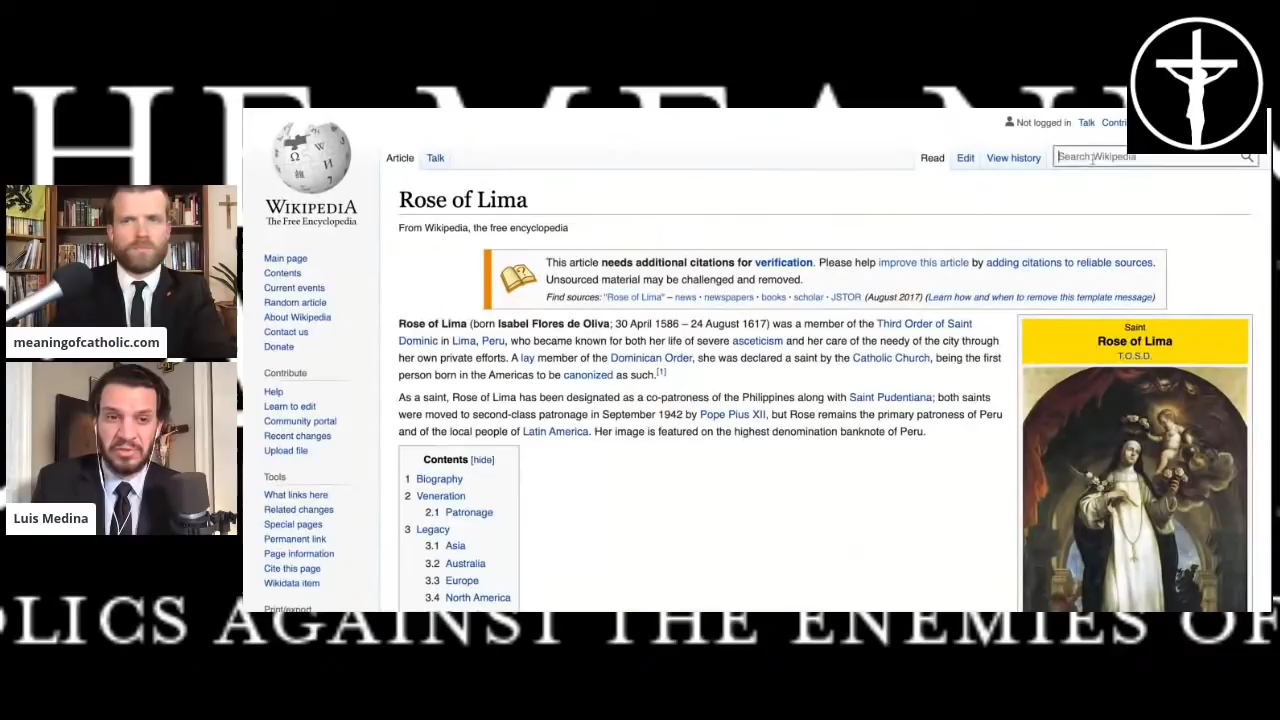 HE MEAN
Not logged in Talk Contri
Article Talk Read Edit View history Search Wikipedia
WIKIPEDIA
The Free Encyclopedia
Main page
Contents
Current events
Random article
About Wikipedia
Contact us
Donate
Contribute
Help
Learn to edit
Community portal
Recent changes
Upload file
Tools
What links here
Related changes
Special pages
Permanent link
Page information
Cite this page
Wikidata item
Print/export
Rose of Lima
From Wikipedia, the free encyclopedia
This article needs additional citations for verification. Please help improve this article by adding citations to reliable sources.
Unsourced material may be challenged and removed.
Find sources: "Rose of Lima" – news · newspapers · books · scholar · JSTOR (August 2017) (Learn how and when to remove this template message)
Rose of Lima (born Isabel Flores de Oliva; 30 April 1586 – 24 August 1617) was a member of the Third Order of Saint
Dominic in Lima, Peru, who became known for both her life of severe asceticism and her care of the needy of the city through
her own private efforts. A lay member of the Dominican Order, she was declared a saint by the Catholic Church, being the first
person born in the Americas to be canonized as such.[1]
As a saint, Rose of Lima has been designated as a co-patroness of the Philippines along with Saint Pudentiana; both saints
were moved to second-class patronage in September 1942 by Pope Pius XII, but Rose remains the primary patroness of Peru
and of the local people of Latin America. Her image is featured on the highest denomination banknote of Peru.
Contents [hide]
1 Biography
2 Veneration
2.1 Patronage
3 Legacy
3.1 Asia
3.2 Australia
3.3 Europe
3.4 North America
Saint
Rose of Lima
T.O.S.D.
meaningofcatholic.com
Luis Medina
OLICS AGAINST THE ENEMIES OF